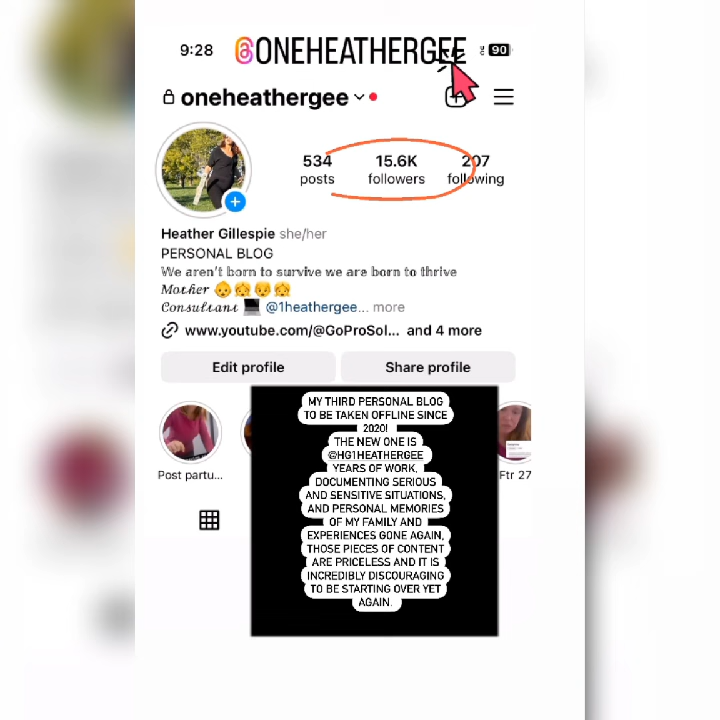 9:28
@ONEHEATHERGEE
90
oneheathergee
534 15.6K 207
posts followers following
Heather Gillespie she/her
PERSONAL BLOG
We aren't born to survive we are born to thrive
Mother 👶👧👴👧
Consultant 💻 @1heathergee... more
www.youtube.com/@GoProSol... and 4 more
Edit profile Share profile
MY THIRD PERSONAL BLOG
TO BE TAKEN OFFLINE SINCE
2020!
THE NEW ONE IS
@HG1HEATHERGEE
YEARS OF WORK,
DOCUMENTING SERIOUS
AND SENSITIVE SITUATIONS,
AND PERSONAL MEMORIES
OF MY FAMILY AND
EXPERIENCES GONE AGAIN,
THOSE PIECES OF CONTENT
ARE PRICELESS AND IT IS
INCREDIBLY DISCOURAGING
TO BE STARTING OVER YET
AGAIN.
Post partu...
Ftr 27